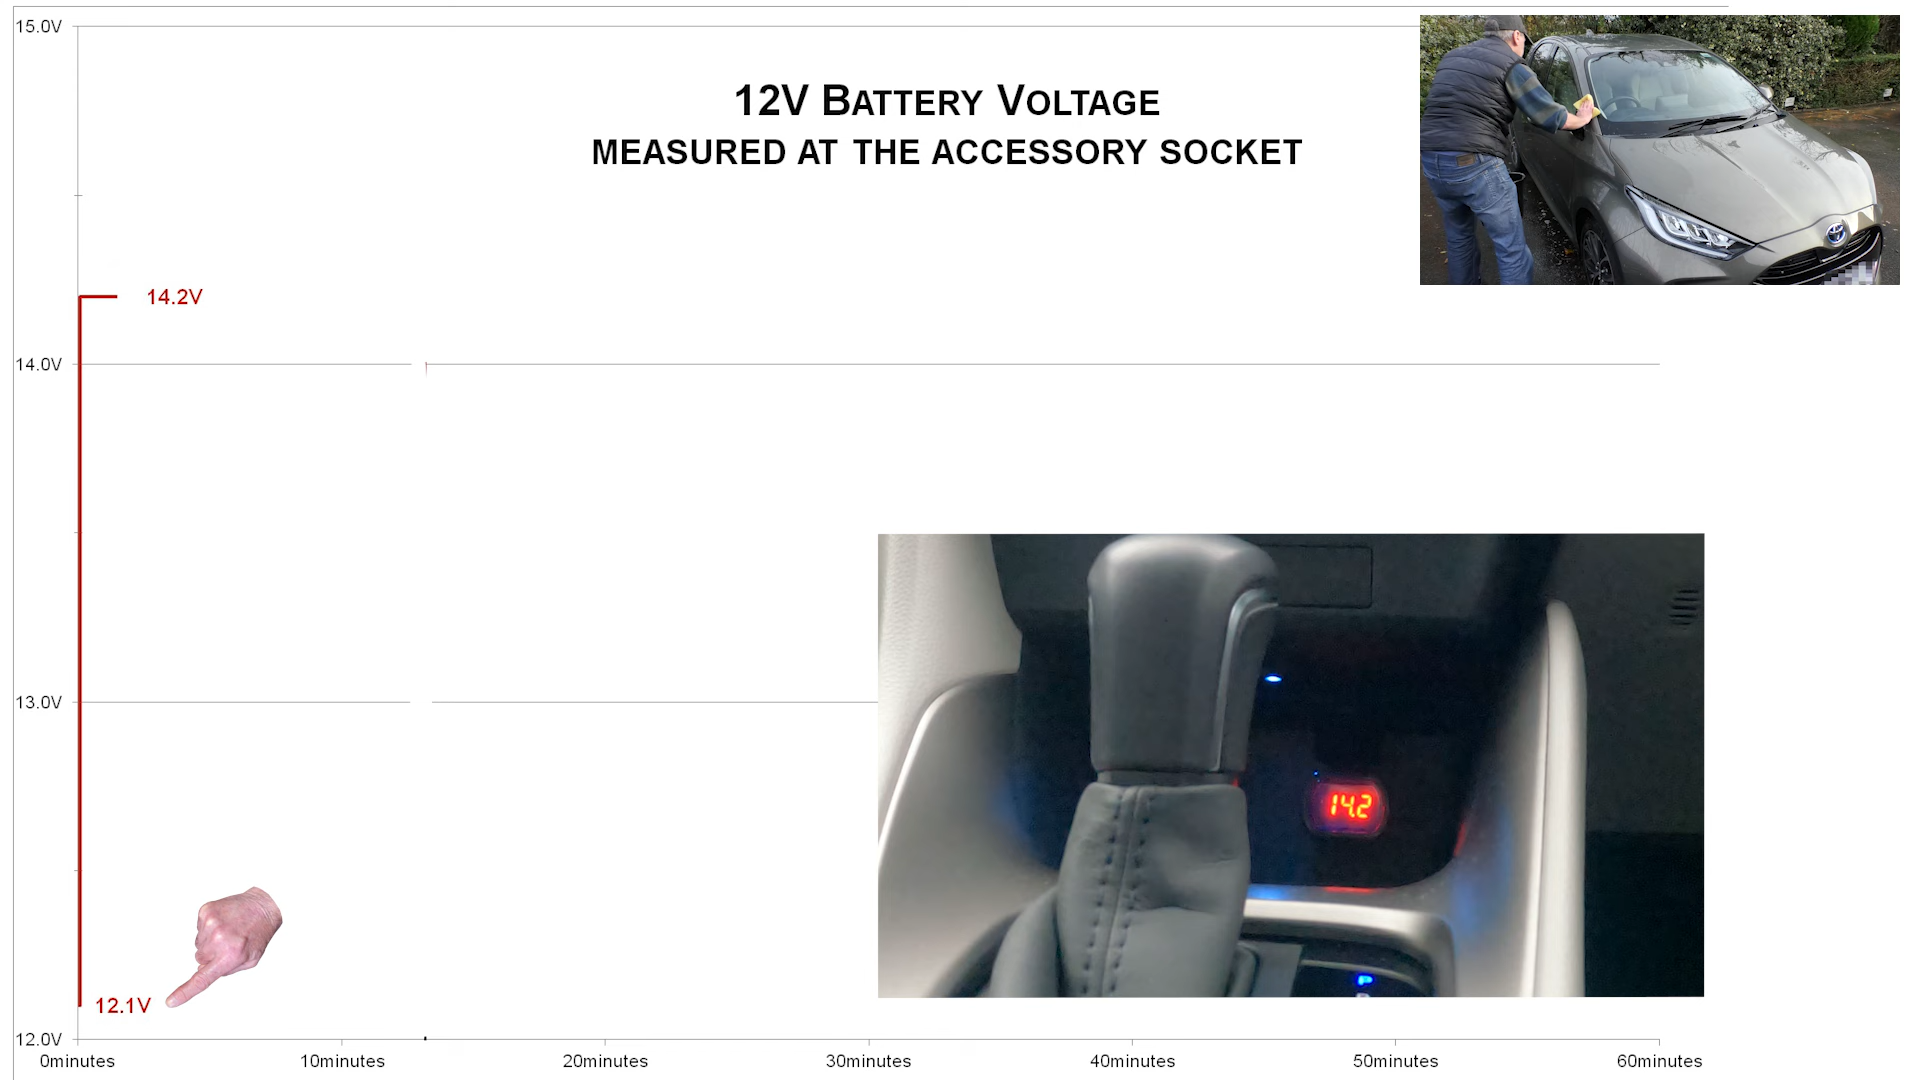 15.0V
12V BATTERY VOLTAGE
MEASURED AT THE ACCESSORY SOCKET
14.2V
14.0V
13.0V
14.2
P
12.1V
12.0V
0minutes 10minutes 20minutes 30minutes 40minutes 50minutes 60minutes